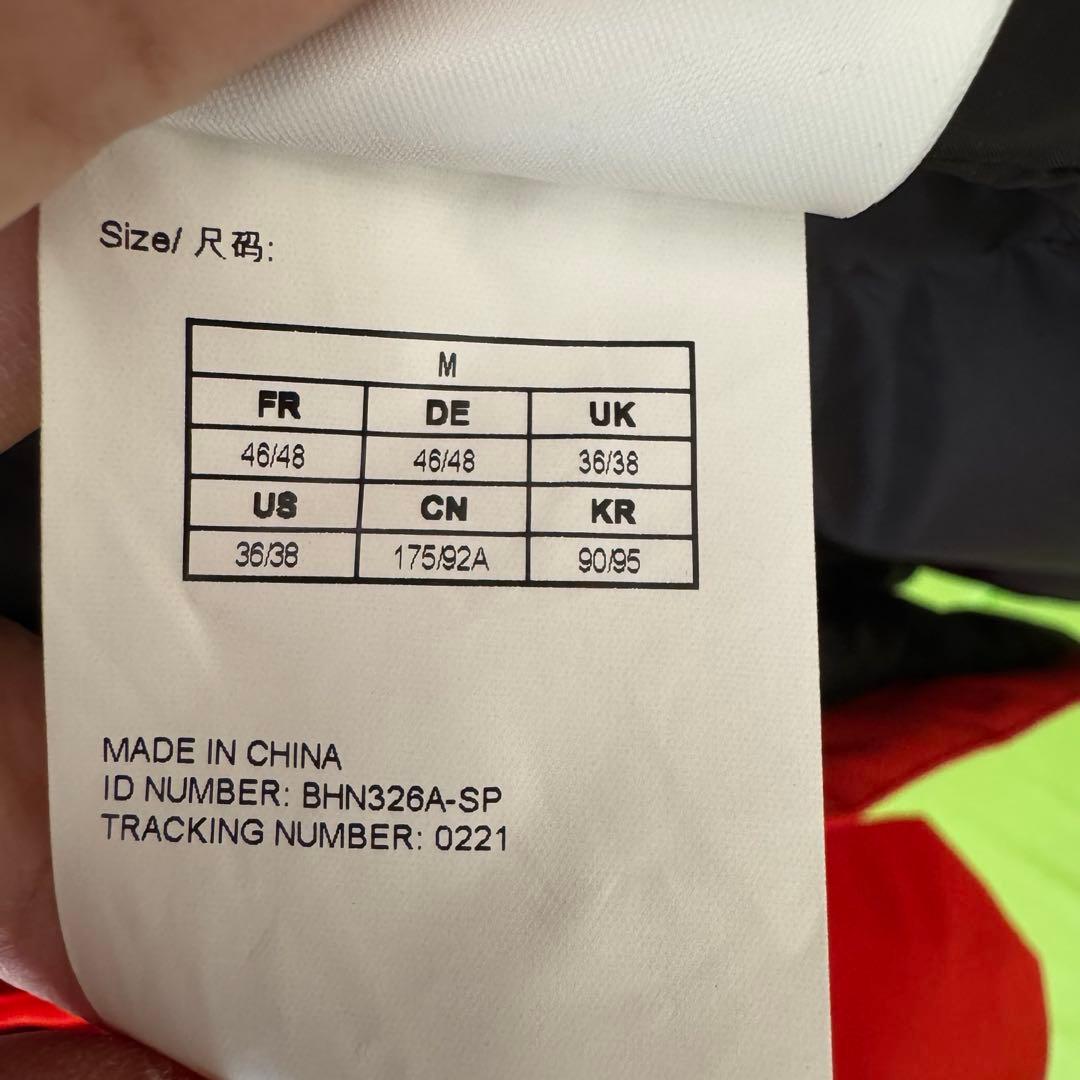 Size/ 尺码:
M
FR DE UK
46/48 46/48 36/38
US CN KR
36/38 175/92A 90/95
MADE IN CHINA
ID NUMBER: BHN326A-SP
TRACKING NUMBER: 0221